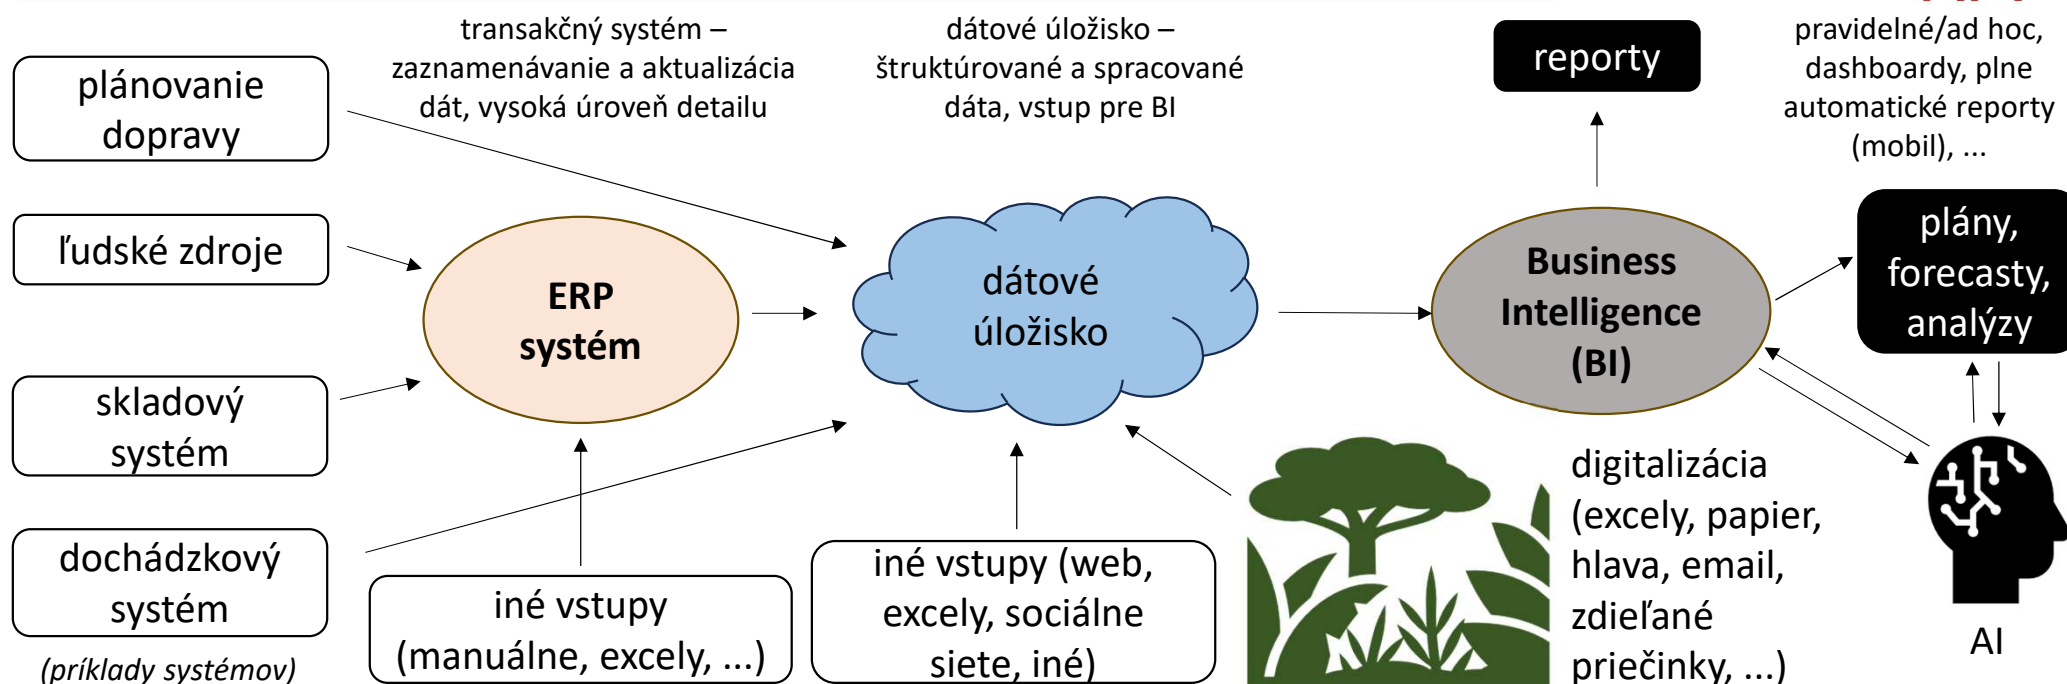 transakčný systém –
zaznamenávanie a aktualizácia
dát, vysoká úroveň detailu
dátové úložisko –
štruktúrované a spracované
dáta, vstup pre BI
reporty
pravidelné/ad hoc,
dashboardy, plne
automatické reporty
(mobil), ...
plánovanie
dopravy
ľudské zdroje
skladový
systém
dochádzkový
systém
(príklady systémov)
ERP
systém
iné vstupy
(manuálne, excely, ...)
dátové
úložisko
iné vstupy (web,
excely, sociálne
siete, iné)
Business
Intelligence
(BI)
plány,
forecasty,
analýzy
digitalizácia
(excely, papier,
hlava, email,
zdieľané
priečinky, ...)
AI